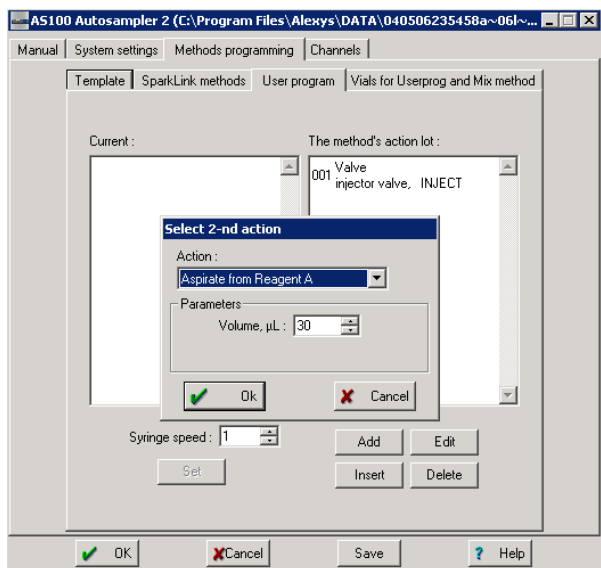 AS100 Autosampler 2 (C:\Program Files\Alexys\DATA\040506235458a~06l~...
Manual System settings Methods programming Channels
Template SparkLink methods User program Vials for Userprog and Mix method
Current : The method's action lot :
001 Valve
injector valve, INJECT
Select 2-nd action
Action :
Aspirate from Reagent A
Parameters
Volume, µL : 30
Ok Cancel
Syringe speed : 1 Add Edit
Set Insert Delete
OK Cancel Save ? Help